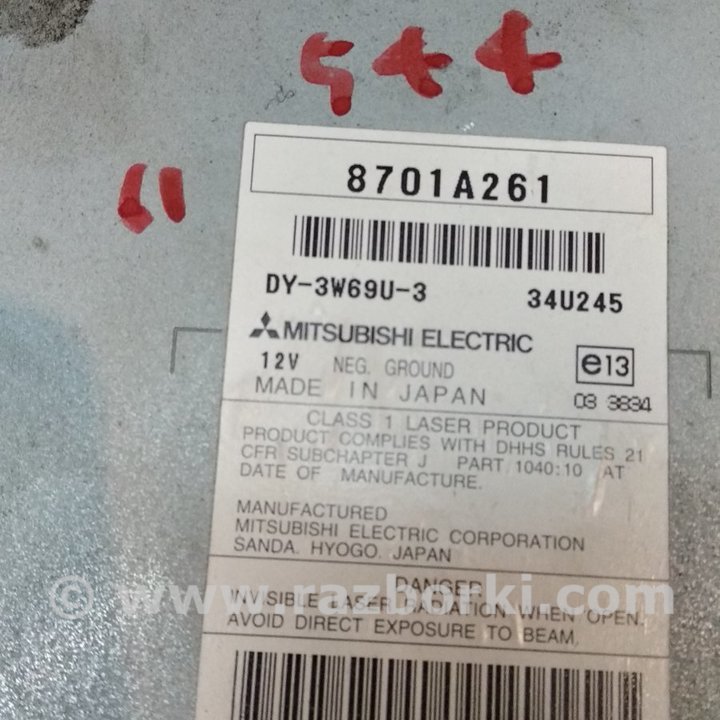 544
"
8701A261
DY-3W69U-3 34U245
MITSUBISHI ELECTRIC
12V NEG. GROUND e13
MADE IN JAPAN 03 3834
CLASS 1 LASER PRODUCT
PRODUCT COMPLIES WITH DHHS RULES 21
CFR SUBCHAPTER J PART 1040:10 AT
DATE OF MANUFACTURE.
MANUFACTURED
MITSUBISHI ELECTRIC CORPORATION
SANDA. HYOGO. JAPAN
DANGER
INVISIBLE LASER RADIATION WHEN OPEN.
AVOID DIRECT EXPOSURE TO BEAM.
© www.razborki.com